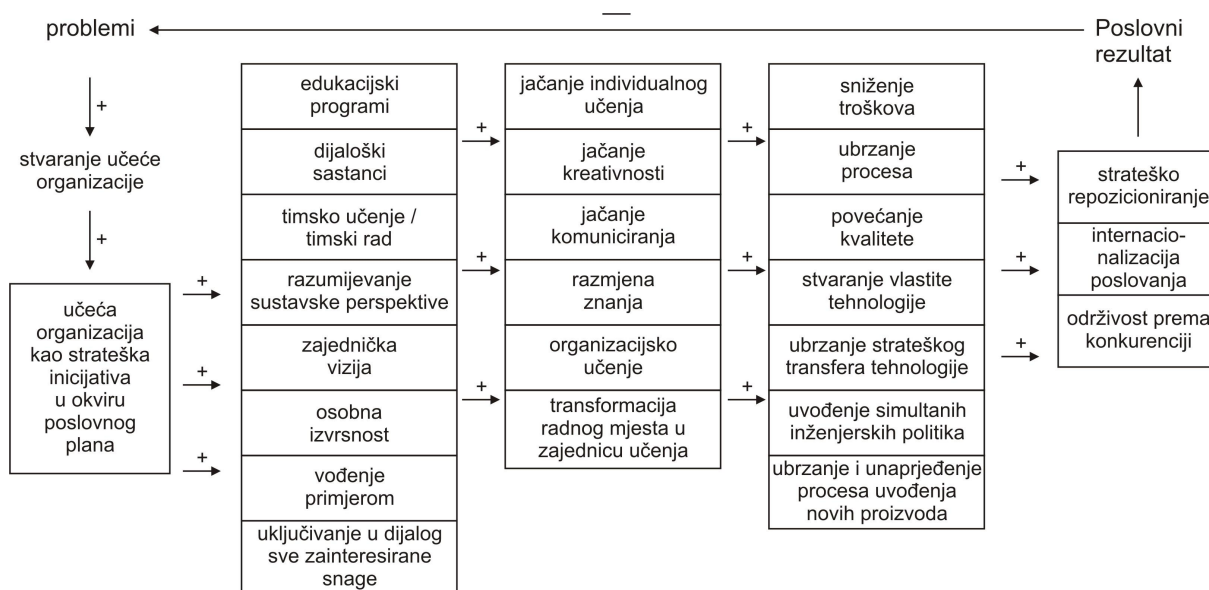 —
problemi
Poslovni
rezultat
+
stvaranje učeće
organizacije
+
učeća
organizacija
kao strateška
inicijativa
u okviru
poslovnog
plana
+
+
+
edukacijski
programi
dijaloški
sastanci
timsko učenje /
timski rad
razumijevanje
sustavske perspektive
zajednička
vizija
osobna
izvrsnost
vođenje
primjerom
uključivanje u dijalog
sve zainteresirane
snage
+
+
+
jačanje individualnog
učenja
jačanje
kreativnosti
jačanje
komuniciranja
razmjena
znanja
organizacijsko
učenje
transformacija
radnog mjesta u
zajednicu učenja
+
+
+
sniženje
troškova
ubrzanje
procesa
povećanje
kvalitete
stvaranje vlastite
tehnologije
ubrzanje strateškog
transfera tehnologije
uvođenje simultanih
inženjerskih politika
ubrzanje i unaprjeđenje
procesa uvođenja
novih proizvoda
+
+
+
strateško
repozicioniranje
internacio-
nalizacija
poslovanja
održivost prema
konkurenciji